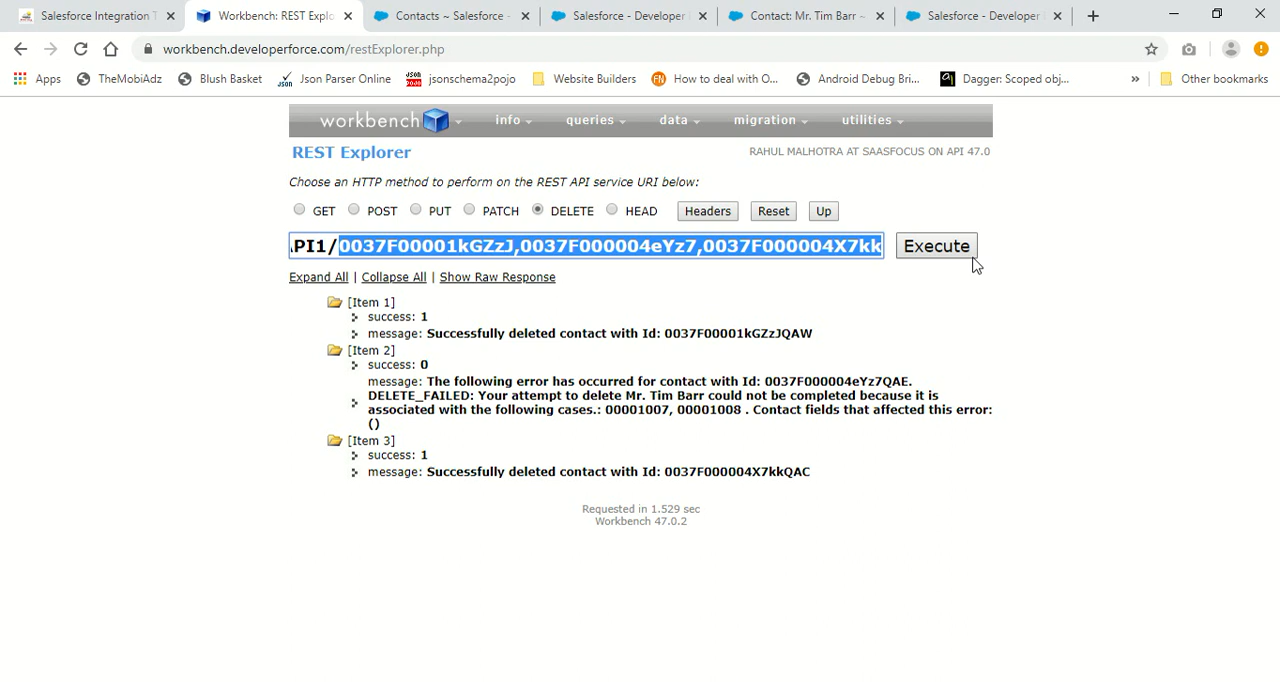 Salesforce Integration T
Workbench: REST Explo
Contacts ~ Salesforce -
Salesforce - Developer
Contact: Mr. Tim Barr ~
Salesforce - Developer
workbench.developerforce.com/restExplorer.php
Apps TheMobiAdz Blush Basket Json Parser Online jsonschema2pojo Website Builders How to deal with O... Android Debug Bri... Dagger: Scoped obj... » Other bookmarks
workbench info queries data migration utilities
REST Explorer RAHUL MALHOTRA AT SAASFOCUS ON API 47.0
Choose an HTTP method to perform on the REST API service URI below:
GET POST PUT PATCH DELETE HEAD Headers Reset Up
PI1/0037F00001kGZzJ,0037F000004eYz7,0037F000004X7kk Execute
Expand All | Collapse All | Show Raw Response
[Item 1]
success: 1
message: Successfully deleted contact with Id: 0037F00001kGZzJQAW
[Item 2]
success: 0
message: The following error has occurred for contact with Id: 0037F000004eYz7QAE.
DELETE_FAILED: Your attempt to delete Mr. Tim Barr could not be completed because it is
associated with the following cases.: 00001007, 00001008 . Contact fields that affected this error:
()
[Item 3]
success: 1
message: Successfully deleted contact with Id: 0037F000004X7kkQAC
Requested in 1.529 sec
Workbench 47.0.2